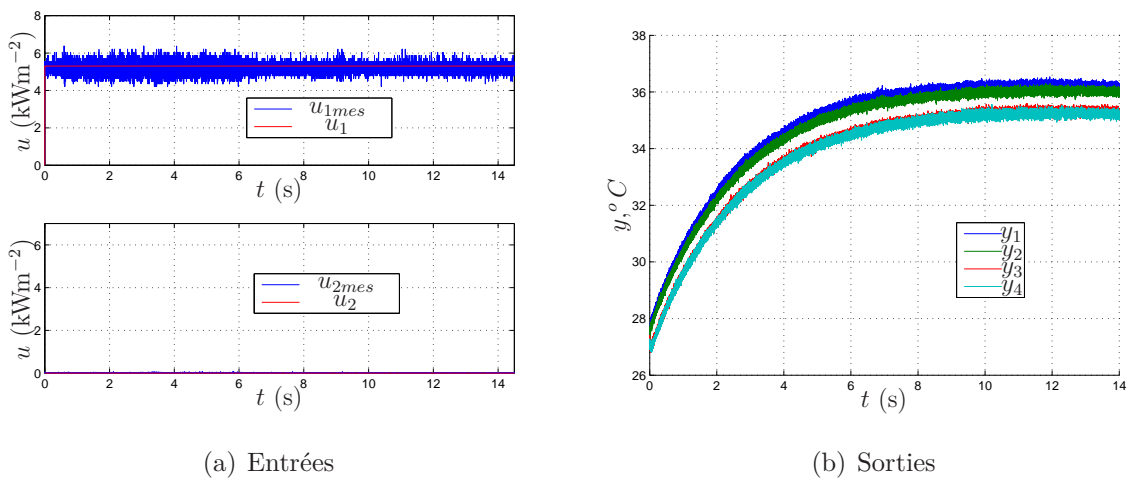 8
6
4
2
0
u (kWm⁻²)
u₁mes
u₁
0 2 4 6 8 10 12 14
t (s)
6
4
2
0
u (kWm⁻²)
u₂mes
u₂
0 2 4 6 8 10 12 14
t (s)
(a) Entrées
38
36
34
32
30
28
26
y,° C
y₁
y₂
y₃
y₄
0 2 4 6 8 10 12 14
t (s)
(b) Sorties